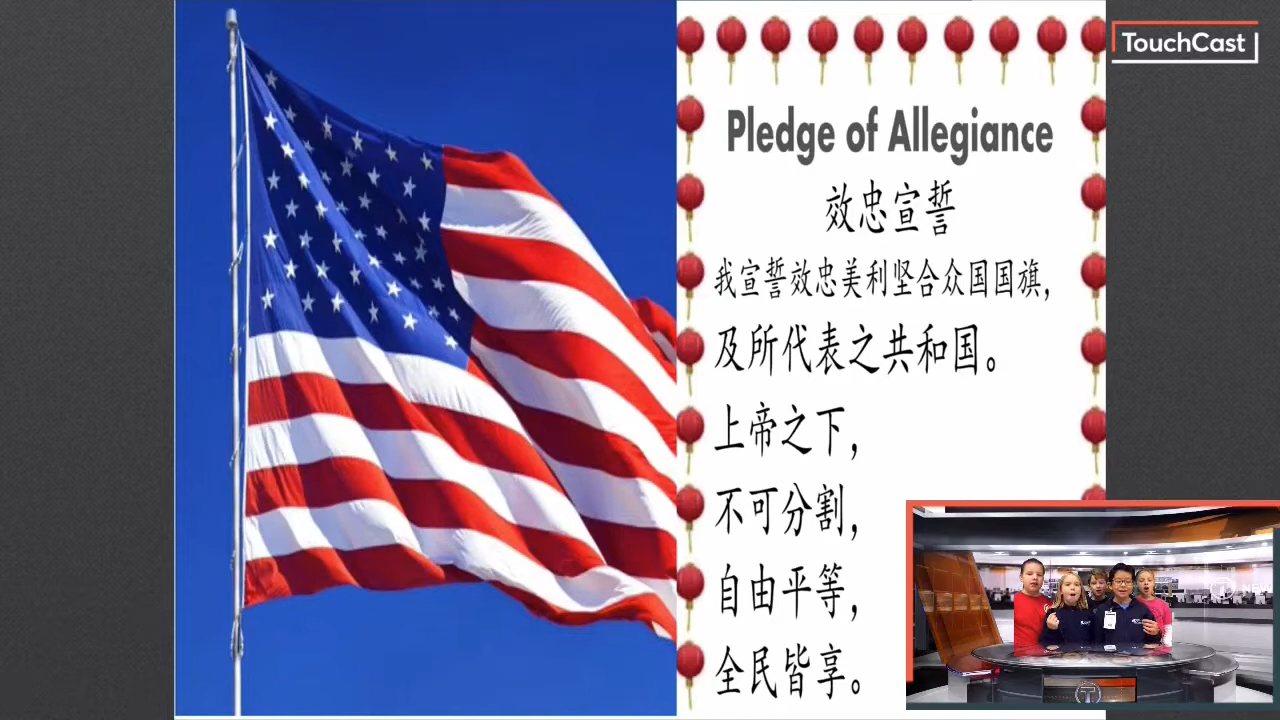 TouchCast
Pledge of Allegiance
效忠宣誓
我宣誓效忠美利坚合众国国旗,
及所代表之共和国。
上帝之下,
不可分割,
自由平等,
全民皆享。